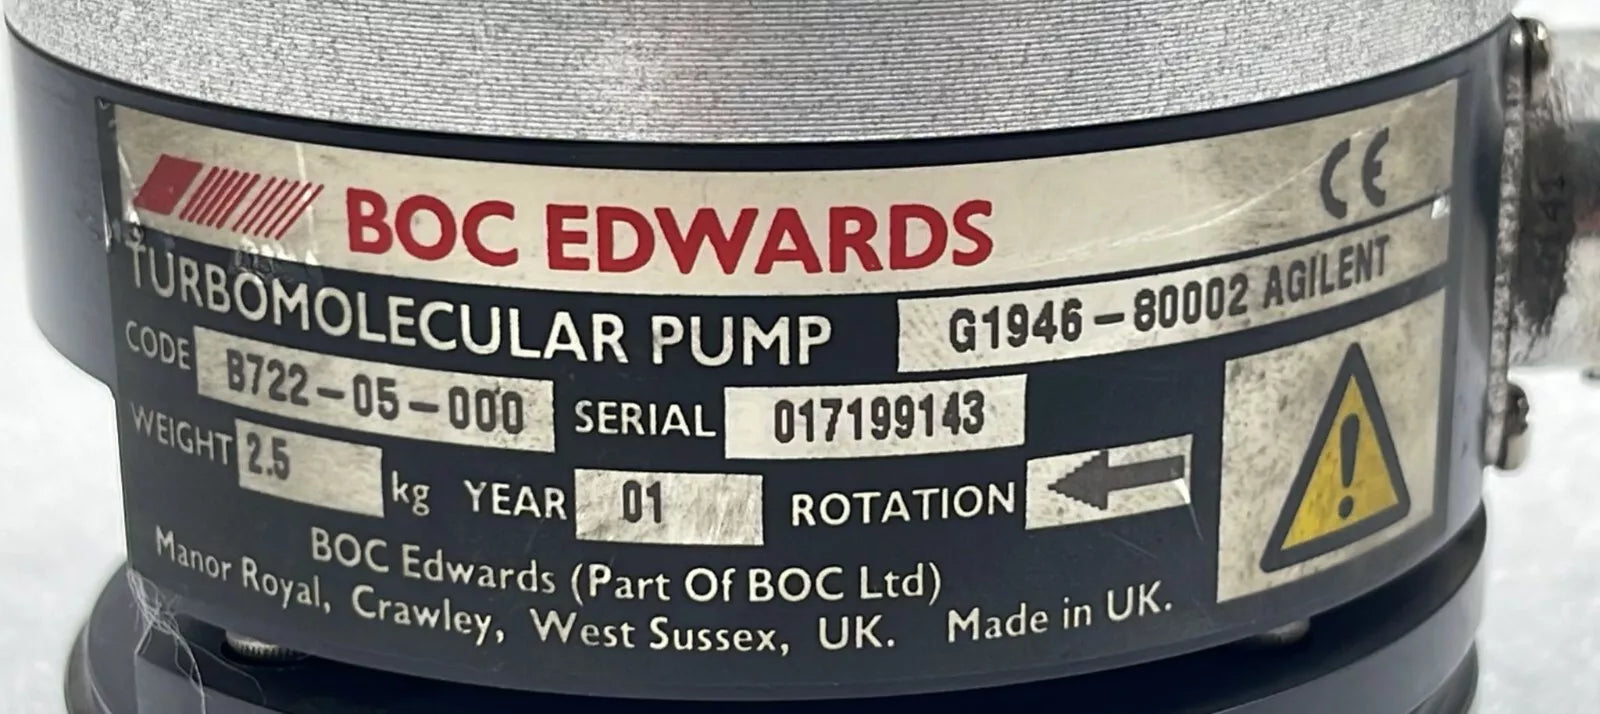 BOC EDWARDS CE
TURBOMOLECULAR PUMP G1946-80002 AGILENT
CODE B722-05-000 SERIAL 017199143
WEIGHT 2.5 kg YEAR 01 ROTATION
BOC Edwards (Part Of BOC Ltd)
Manor Royal, Crawley, West Sussex, UK. Made in UK.